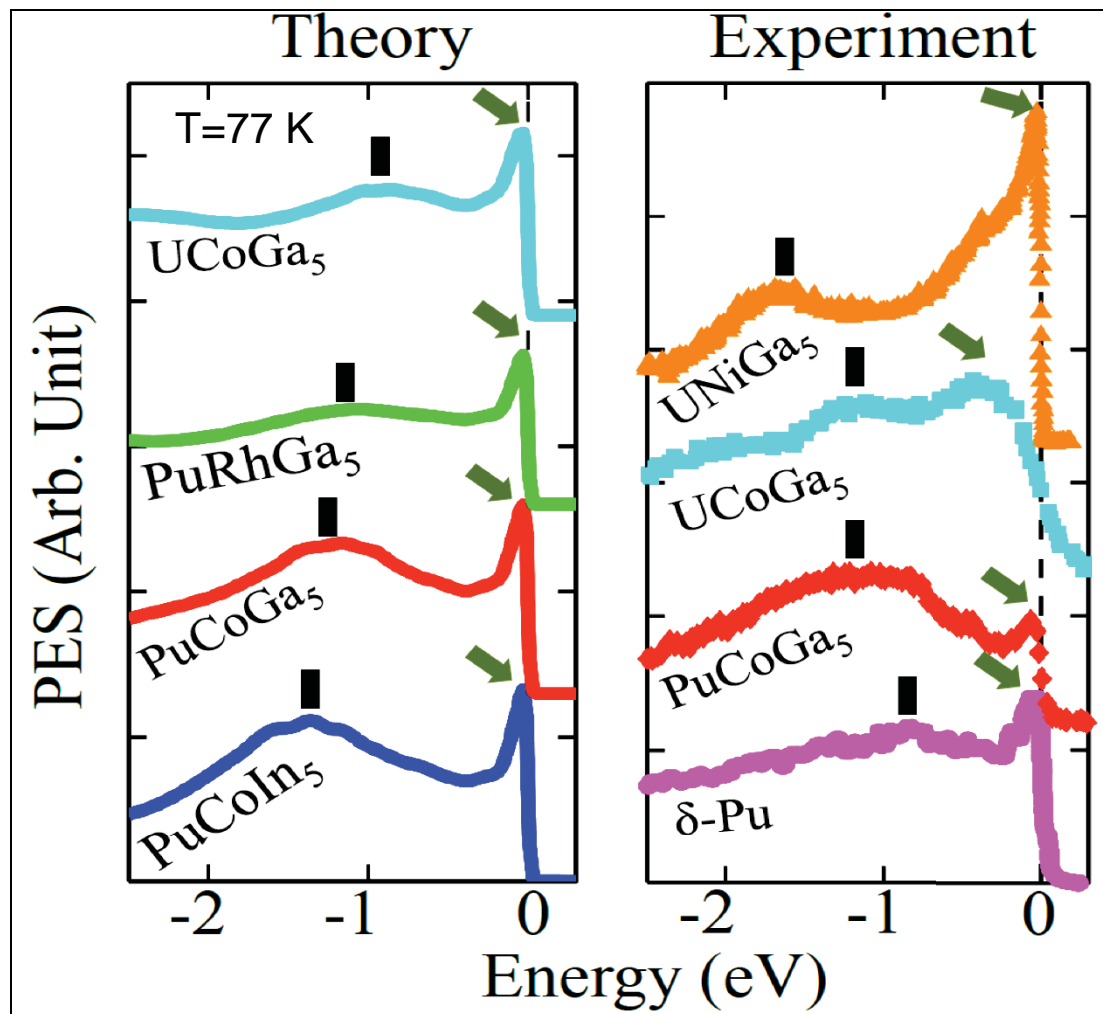 Theory
Experiment
T=77 K
UCoGa₅
PuRhGa₅
PuCoGa₅
PuCoIn₅
UNiGa₅
UCoGa₅
PuCoGa₅
δ-Pu
PES (Arb. Unit)
-2 -1 0
-2 -1 0
Energy (eV)